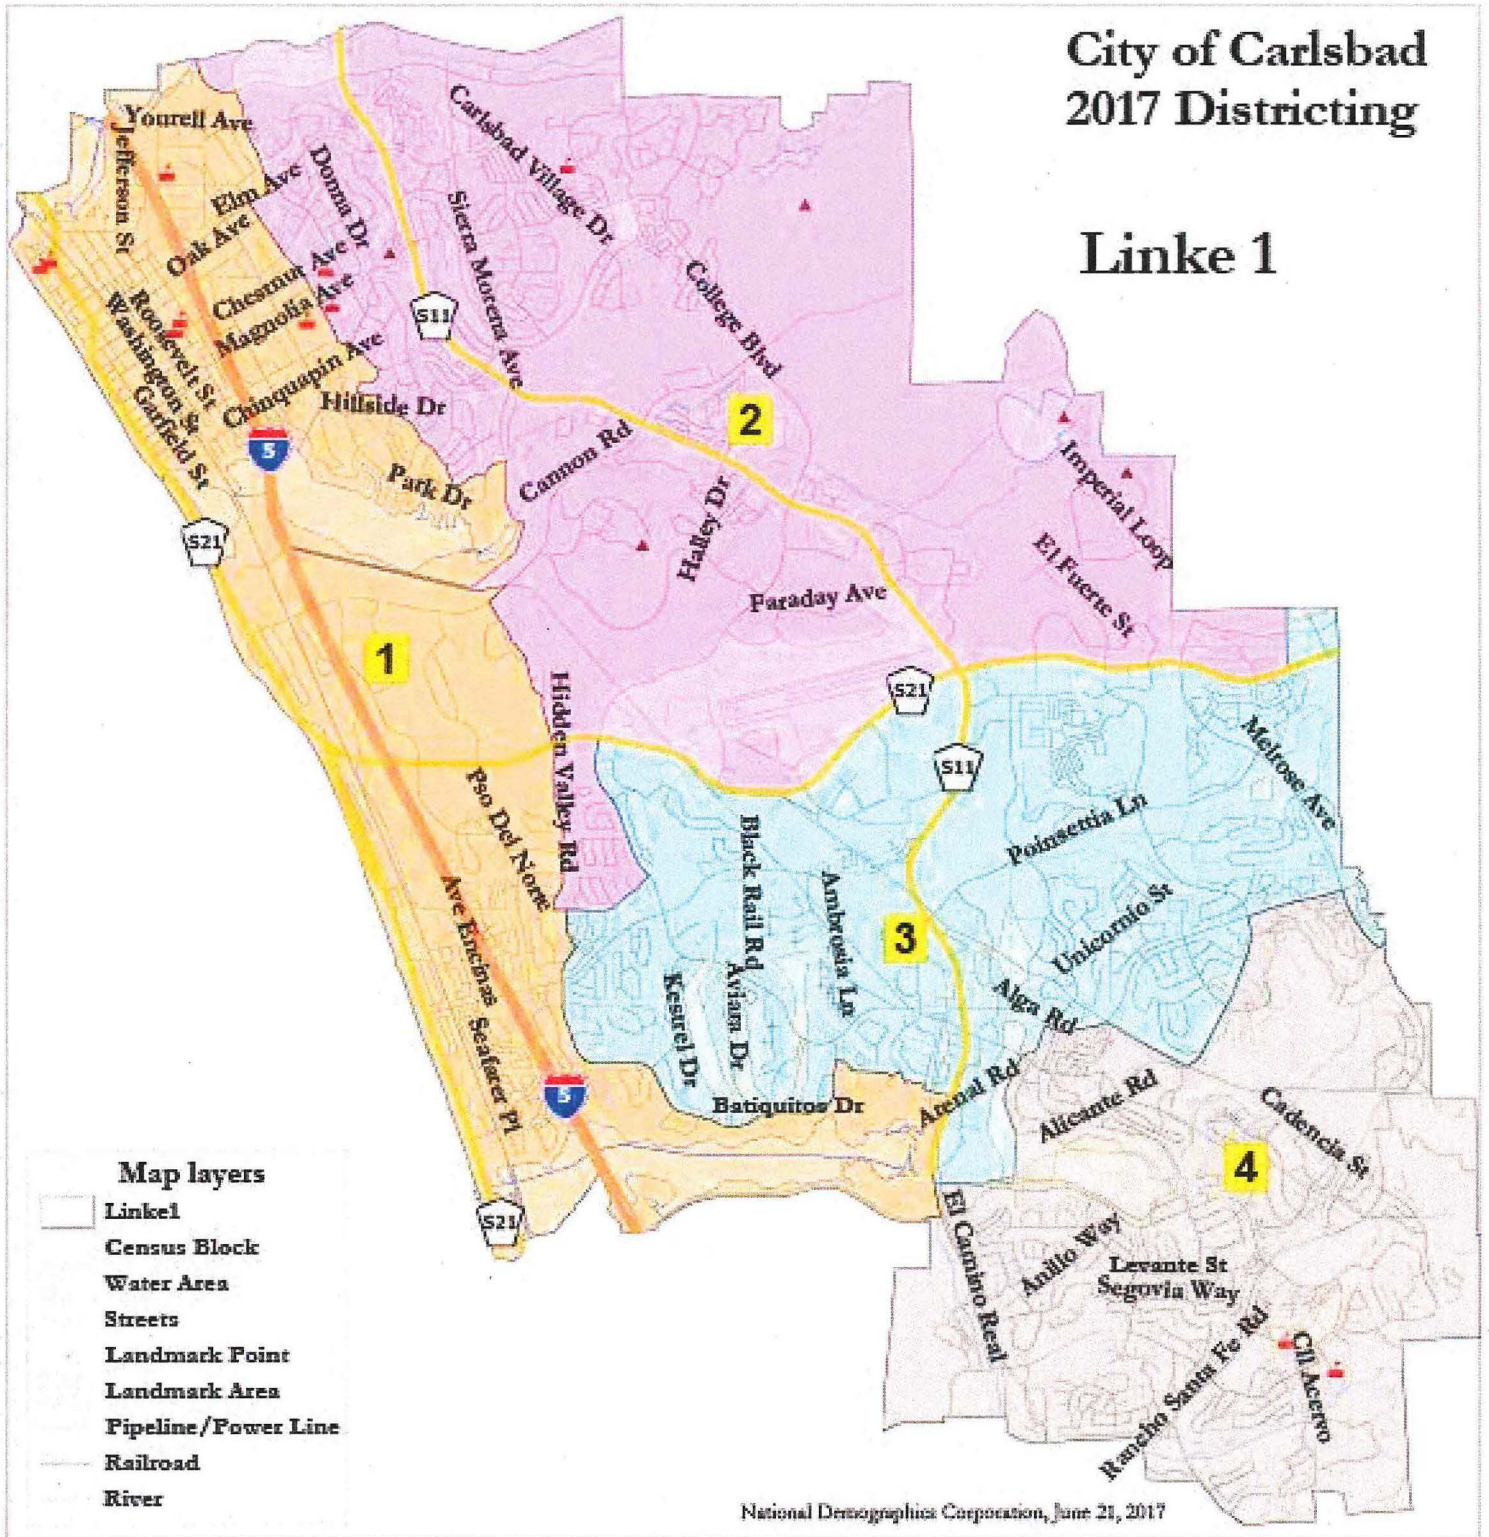 City of Carlsbad
2017 Districting
Linke 1
Yourell Ave
Jefferson St
Elm Ave
Oak Ave
Donna Dr
Carlsbad Village Dr
Sierra Morena Ave
Chestnut Ave
Magnolia Ave
Roosevelt St
Washington St
Garfield St
Chinquapin Ave
Hillside Dr
S11
College Blvd
5
2
Park Dr
Cannon Rd
Halley Dr
Imperial Loop
El Fuerte St
S21
Faraday Ave
1
Hidden Valley Rd
S21
S11
Melrose Ave
Pso Del Norte
Black Rail Rd
Poinsettia Ln
Ave Encinas
Ambrosia Ln
3
Unicornio St
Kestrel Dr
Aviara Dr
Alga Rd
Seafarer Pl
5
Batiquitos Dr
Arenal Rd
Alicante Rd
Cadencia St
4
S21
El Camino Real
Anillo Way
Levante St
Segovia Way
Rancho Santa Fe Rd
Cll Acervo
Map layers
Linke1
Census Block
Water Area
Streets
Landmark Point
Landmark Area
Pipeline/Power Line
Railroad
River
National Demographics Corporation, June 21, 2017